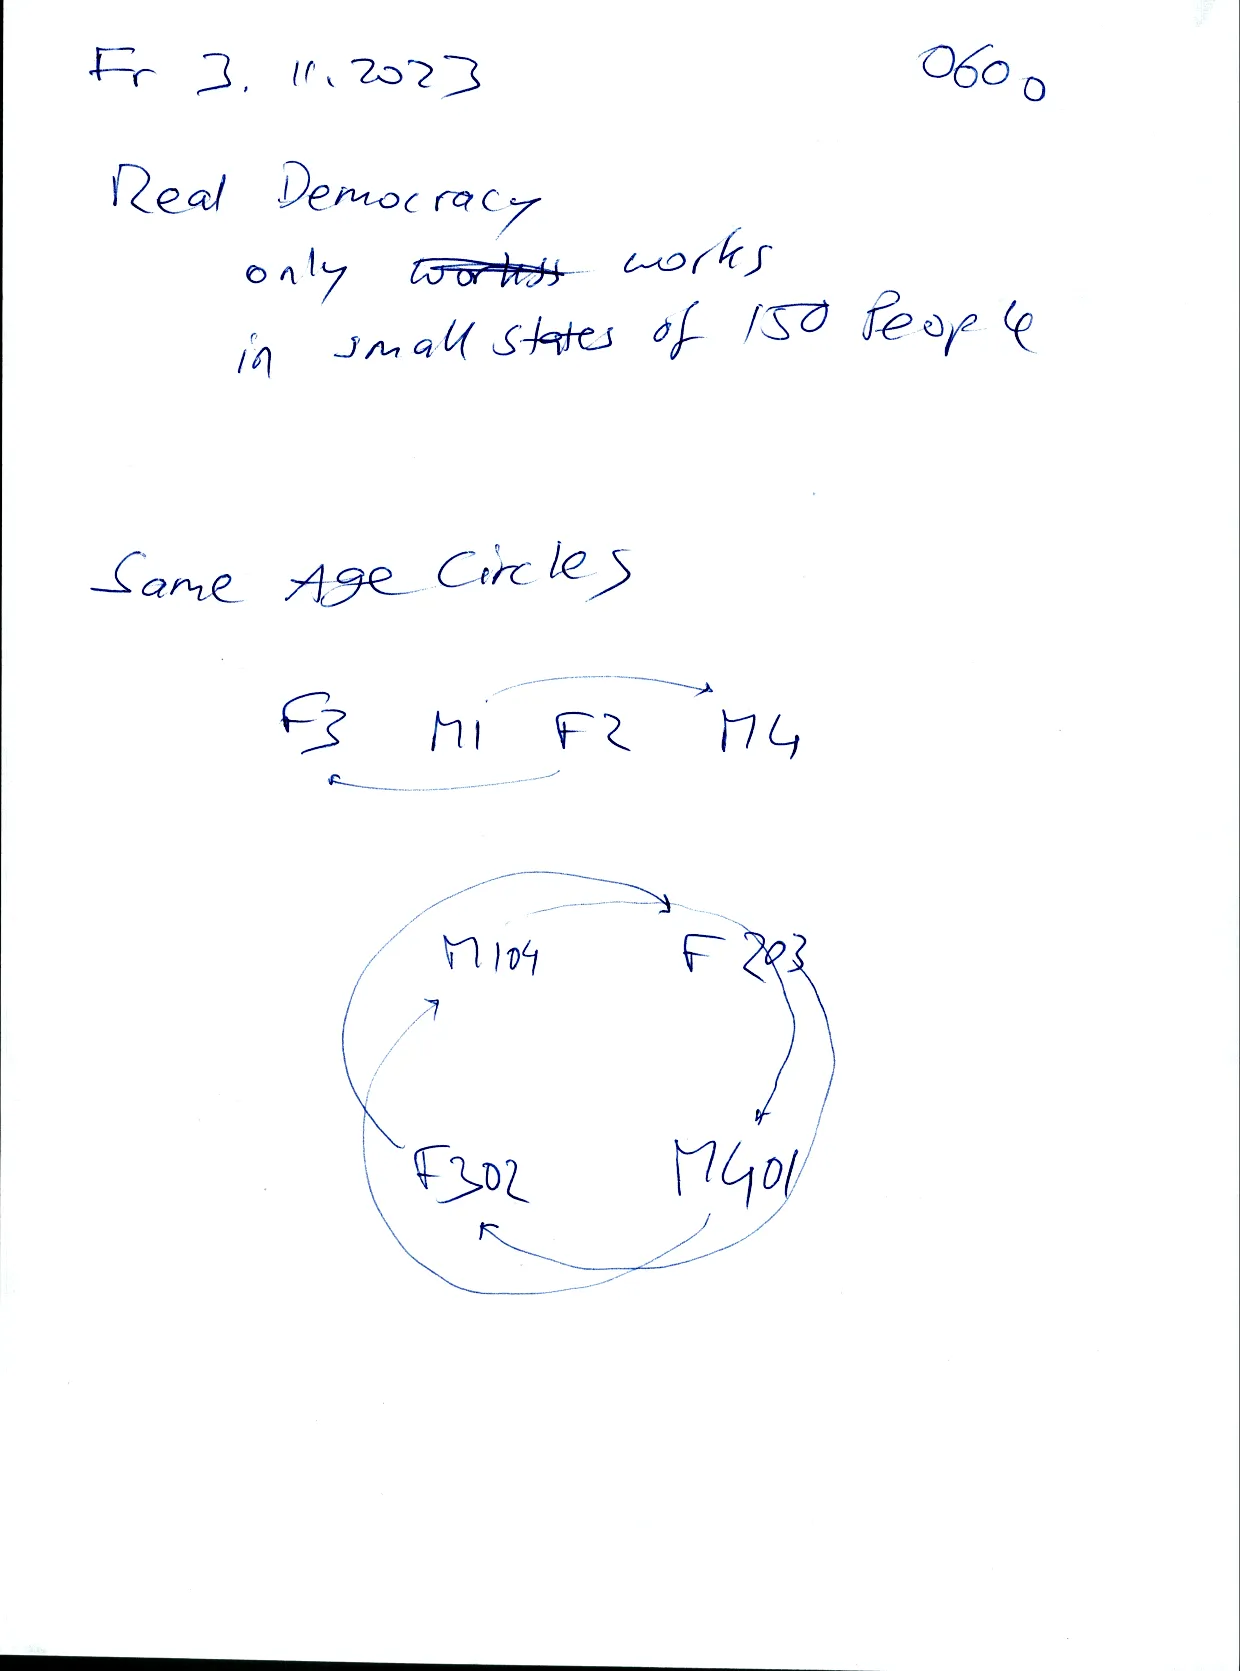 Fr 3. 11. 2023 0600
Real Democracy
only works
in small states of 150 People
Same Age Circles
F3 M1 F2 M4
M104 F203
F302 M401